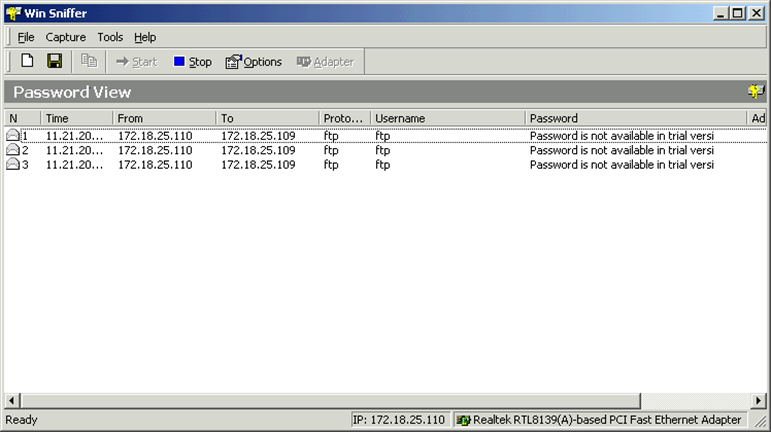 Win Sniffer
File Capture Tools Help
Start Stop Options Adapter
Password View
N Time From To Proto... Username Password Ad
1 11.21.20... 172.18.25.110 172.18.25.109 ftp ftp Password is not available in trial versi
2 11.21.20... 172.18.25.110 172.18.25.109 ftp ftp Password is not available in trial versi
3 11.21.20... 172.18.25.110 172.18.25.109 ftp ftp Password is not available in trial versi
Ready IP: 172.18.25.110 Realtek RTL8139(A)-based PCI Fast Ethernet Adapter